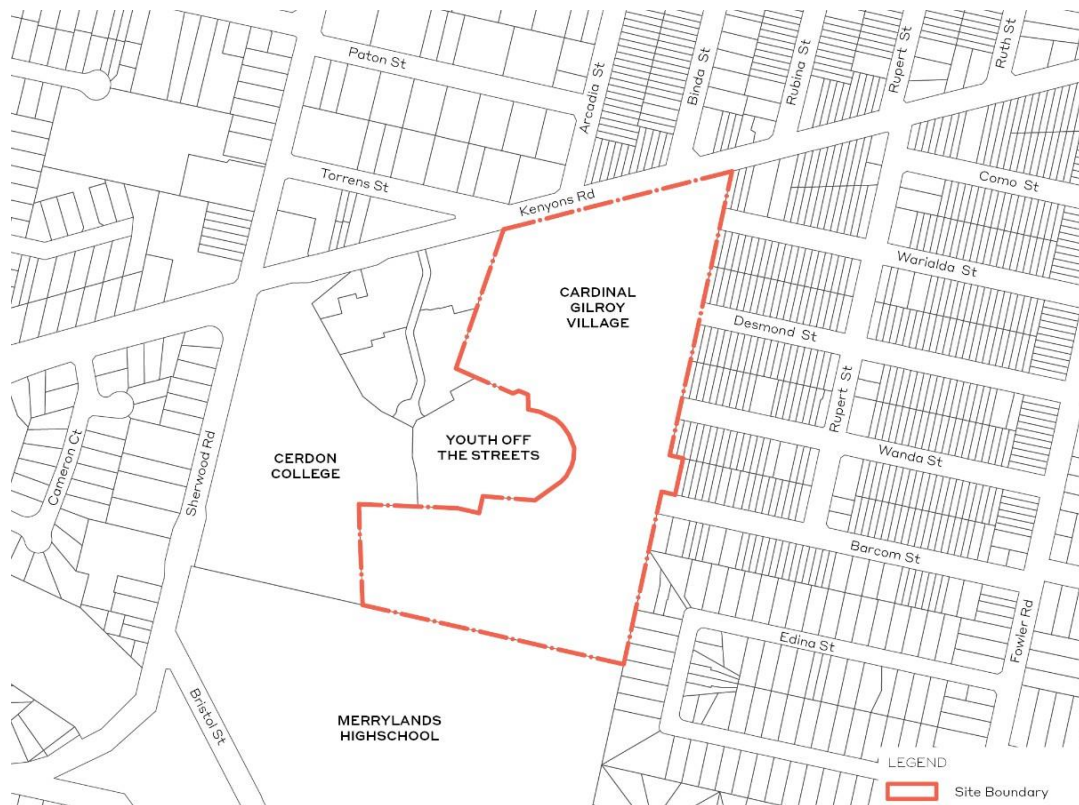 Paton St
Arcadia St
Binda St
Rubina St
Rupert St
Ruth St
Torrens St
Kenyons Rd
Como St
Warialda St
CARDINAL
GILROY
VILLAGE
Desmond St
Rupert St
YOUTH OFF
THE STREETS
CERDON
COLLEGE
Wanda St
Cameron Ct
Sherwood Rd
Barcom St
Edina St
Fowler Rd
Bristol St
MERRYLANDS
HIGHSCHOOL
LEGEND
Site Boundary